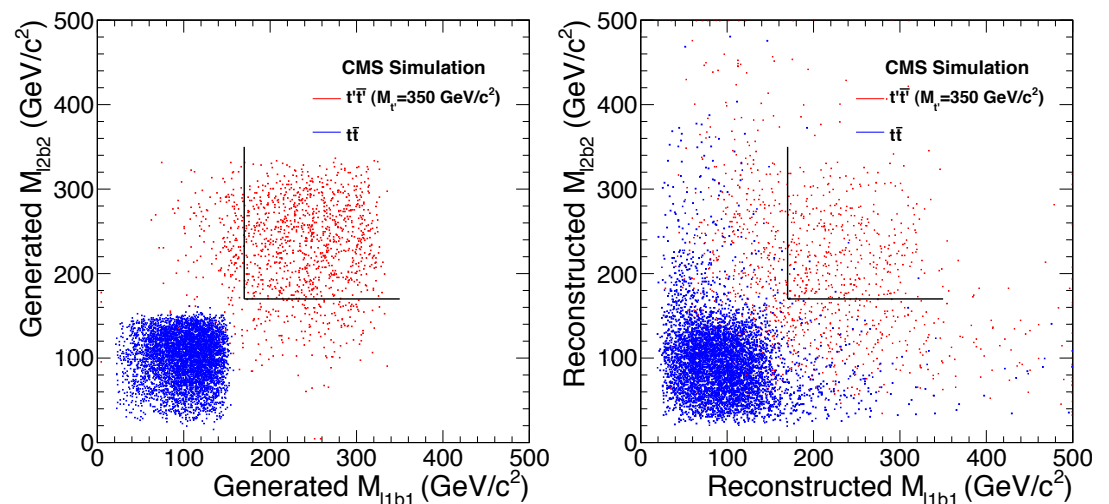 Generated M_l2b2 (GeV/c²)
500
400
300
200
100
0
CMS Simulation
t't̄' (M_t'=350 GeV/c²)
tt̄
0 100 200 300 400 500
Generated M_l1b1 (GeV/c²)
Reconstructed M_l2b2 (GeV/c²)
500
400
300
200
100
0
CMS Simulation
t't̄' (M_t'=350 GeV/c²)
tt̄
0 100 200 300 400 500
Reconstructed M_l1b1 (GeV/c²)